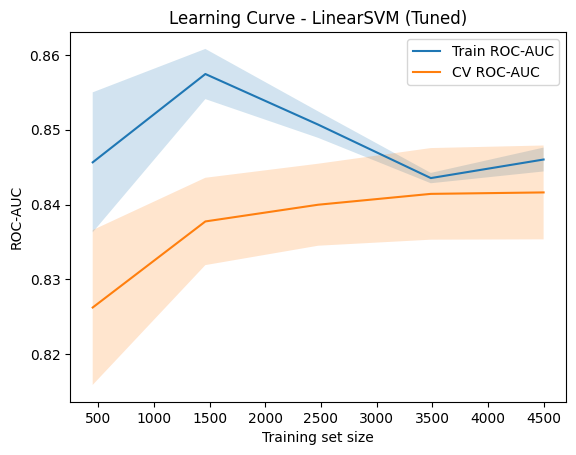 Learning Curve - LinearSVM (Tuned)
Train ROC-AUC
CV ROC-AUC
0.86
0.85
0.84
0.83
0.82
ROC-AUC
500
1000
1500
2000
2500
3000
3500
4000
4500
Training set size